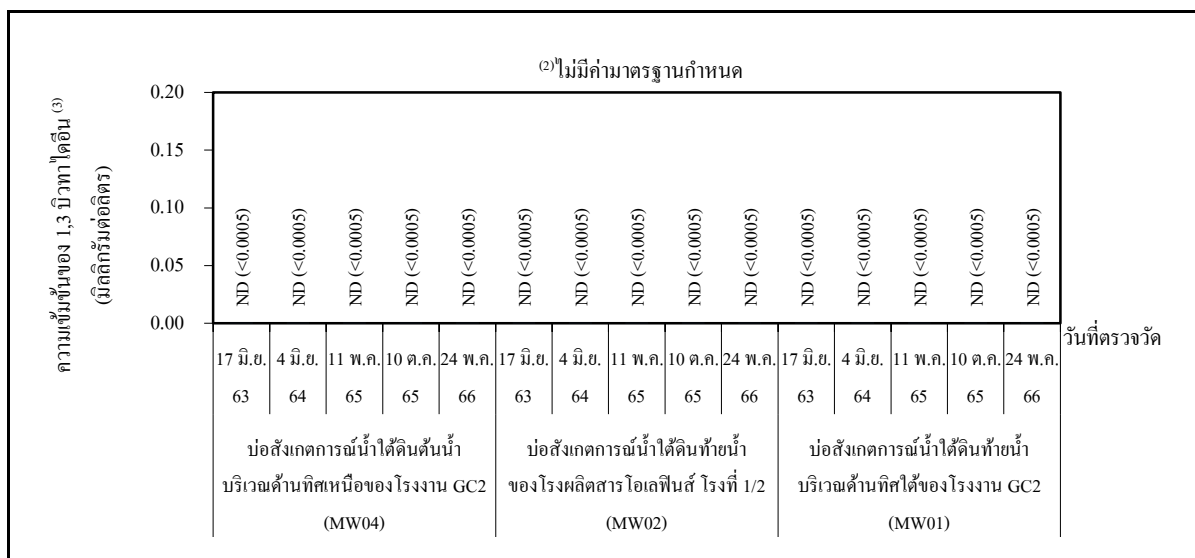 (2)ไม่มีค่ามาตรฐานกำหนด
ความเข้มข้นของ 1,3 บิวทาไดอีน (3)
(มิลลิกรัมต่อลิตร)
0.20
0.15
0.10
0.05
0.00
ND (<0.0005) ND (<0.0005) ND (<0.0005) ND (<0.0005) ND (<0.0005) ND (<0.0005) ND (<0.0005) ND (<0.0005) ND (<0.0005) ND (<0.0005) ND (<0.0005) ND (<0.0005) ND (<0.0005) ND (<0.0005) ND (<0.0005)
วันที่ตรวจวัด
17 มิ.ย. 4 มิ.ย. 11 พ.ค. 10 ต.ค. 24 พ.ค. 17 มิ.ย. 4 มิ.ย. 11 พ.ค. 10 ต.ค. 24 พ.ค. 17 มิ.ย. 4 มิ.ย. 11 พ.ค. 10 ต.ค. 24 พ.ค.
63 64 65 65 66 63 64 65 65 66 63 64 65 65 66
บ่อสังเกตการณ์น้ำใต้ดินต้นน้ำ
บริเวณด้านทิศเหนือของโรงงาน GC2
(MW04)
บ่อสังเกตการณ์น้ำใต้ดินท้ายน้ำ
ของโรงผลิตสารโอเลฟินส์ โรงที่ 1/2
(MW02)
บ่อสังเกตการณ์น้ำใต้ดินท้ายน้ำ
บริเวณด้านทิศใต้ของโรงงาน GC2
(MW01)